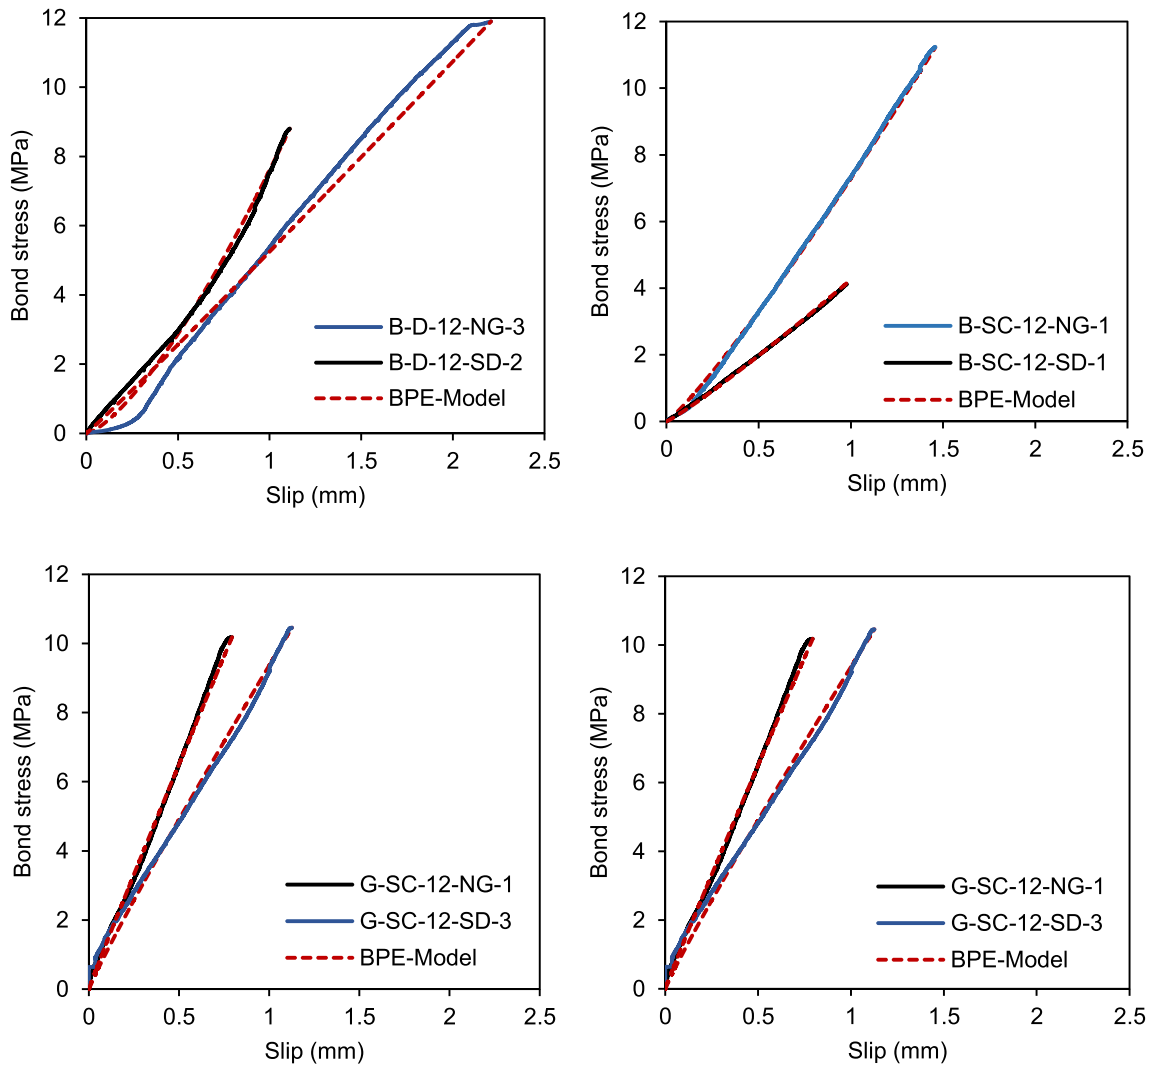 12
10
8
6
4
2
0
Bond stress (MPa)
B-D-12-NG-3
B-D-12-SD-2
BPE-Model
0 0.5 1 1.5 2 2.5
Slip (mm)
12
10
8
6
4
2
0
Bond stress (MPa)
B-SC-12-NG-1
B-SC-12-SD-1
BPE-Model
0 0.5 1 1.5 2 2.5
Slip (mm)
12
10
8
6
4
2
0
Bond stress (MPa)
G-SC-12-NG-1
G-SC-12-SD-3
BPE-Model
0 0.5 1 1.5 2 2.5
Slip (mm)
12
10
8
6
4
2
0
Bond stress (MPa)
G-SC-12-NG-1
G-SC-12-SD-3
BPE-Model
0 0.5 1 1.5 2 2.5
Slip (mm)